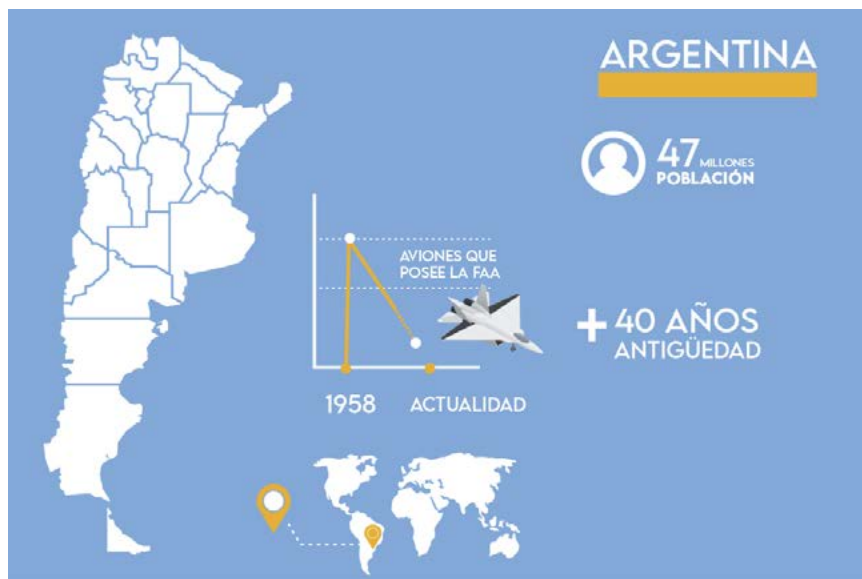 ARGENTINA
47 MILLONES
POBLACIÓN
AVIONES QUE
POSEE LA FAA
+ 40 AÑOS
ANTIGÜEDAD
1958 ACTUALIDAD